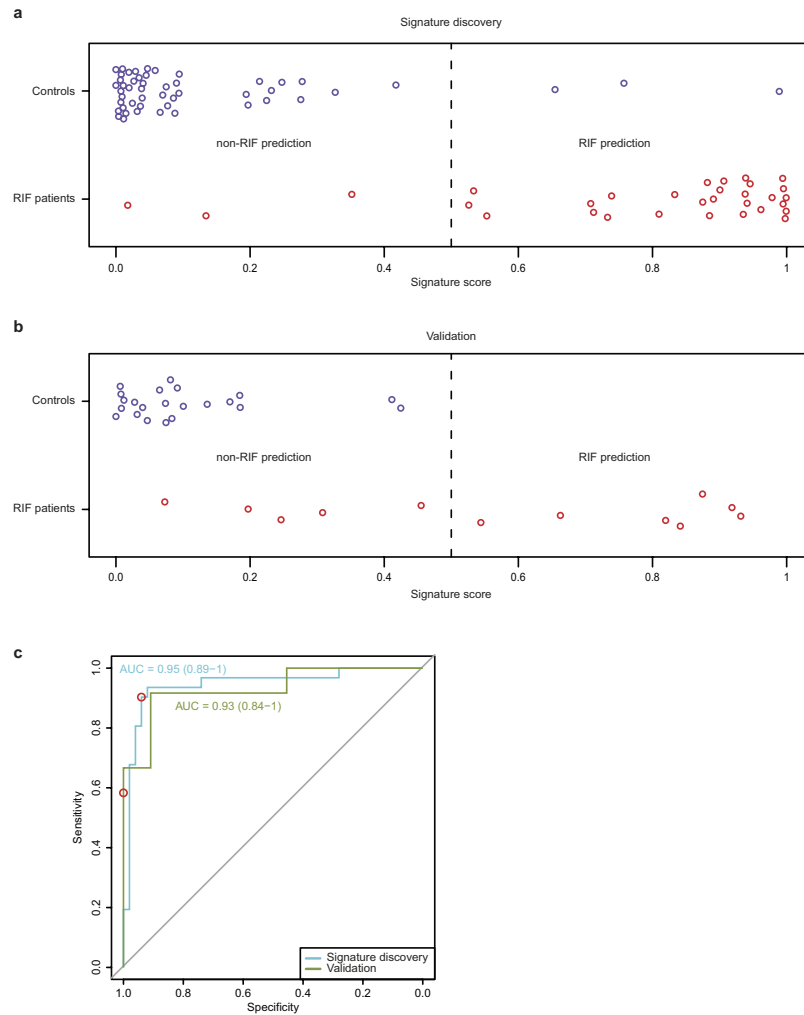 a
Signature discovery
Controls
non-RIF prediction RIF prediction
RIF patients
0.0 0.2 0.4 0.6 0.8 1
Signature score
b
Validation
Controls
non-RIF prediction RIF prediction
RIF patients
0.0 0.2 0.4 0.6 0.8 1
Signature score
c
AUC = 0.95 (0.89−1)
AUC = 0.93 (0.84−1)
1.0
0.8
0.6
0.4
0.2
0.0
Sensitivity
Signature discovery
Validation
1.0 0.8 0.6 0.4 0.2 0.0
Specificity